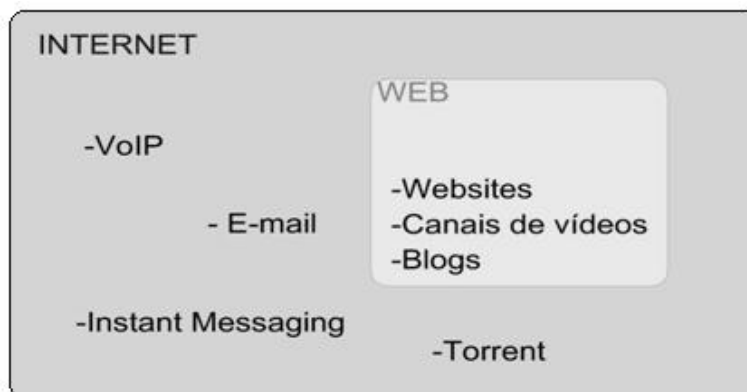 INTERNET
WEB
-VoIP
-Websites
- E-mail
-Canais de vídeos
-Blogs
-Instant Messaging
-Torrent